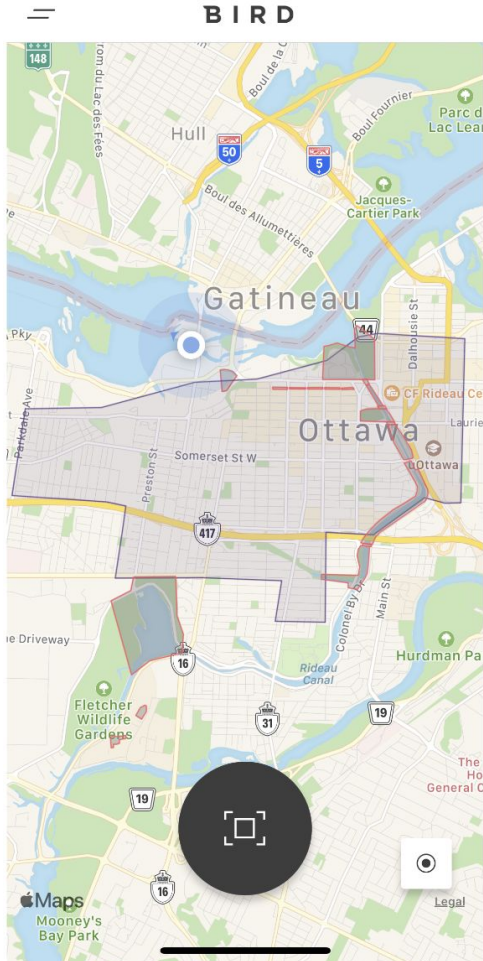 BIRD
148
rom du Lac des Fées
Boul de la C
Boul Fournier
Parc d
Lac Lea
Hull
50
5
Jacques-
Cartier Park
Boul des Allumettières
Gatineau
44
Dalhousie St
Pky
Parkdale Ave
CF Rideau Ce
Ottawa
Laurie
Preston St
Somerset St W
uOttawa
417
Colonel By Dr
Main St
e Driveway
16
Rideau
Canal
Hurdman Pa
Fletcher
Wildlife
Gardens
31
19
The
Ho
General C
19
16
Maps
Mooney's
Bay Park
Legal